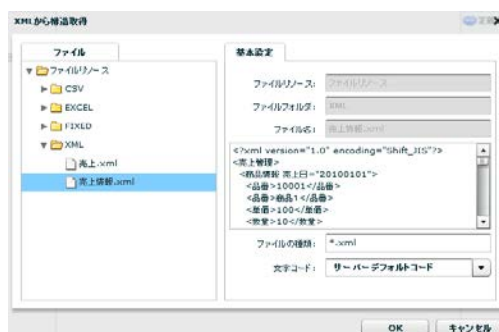 XMLから構造取得
ファイル
ファイルリソース
CSV
EXCEL
FIXED
XML
売上.xml
売上情報.xml
基本設定
ファイルリソース: ファイルリソース
ファイルフォルダ: XML
ファイル名: 売上情報.xml
<?xml version="1.0" encoding="Shift_JIS"?>
<売上管理>
<商品情報 売上日="20100101">
<品番>10001</品番>
<品番>商品1</品番>
<単価>100</単価>
<数量>10</数量>
ファイルの種類: *.xml
文字コード: サーバーデフォルトコード
OK
キャンセル